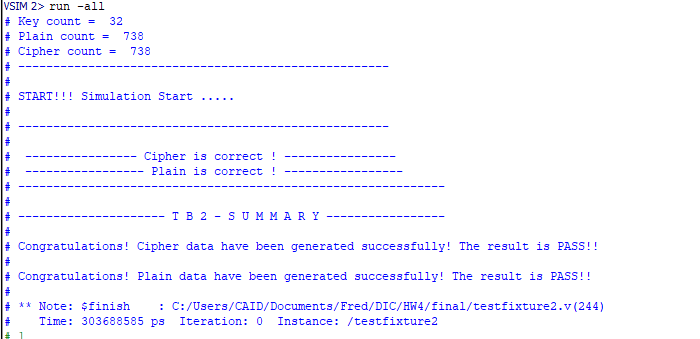 VSIM 2> run -all
# Key count =  32
# Plain count =  738
# Cipher count =  738
# --------------------------------------------------
#
# START!!! Simulation Start .....
#
# --------------------------------------------------
#
#  --------------- Cipher is correct ! ---------------
#  ---------------- Plain is correct ! ----------------
# ----------------------------------------------------------
#
# -------------------- T B 2 - S U M M A R Y ----------------
#
# Congratulations! Cipher data have been generated successfully! The result is PASS!!
#
# Congratulations! Plain data have been generated successfully! The result is PASS!!
#
# ** Note: $finish    : C:/Users/CAID/Documents/Fred/DIC/HW4/final/testfixture2.v(244)
#    Time: 303688585 ps  Iteration: 0  Instance: /testfixture2
# 1